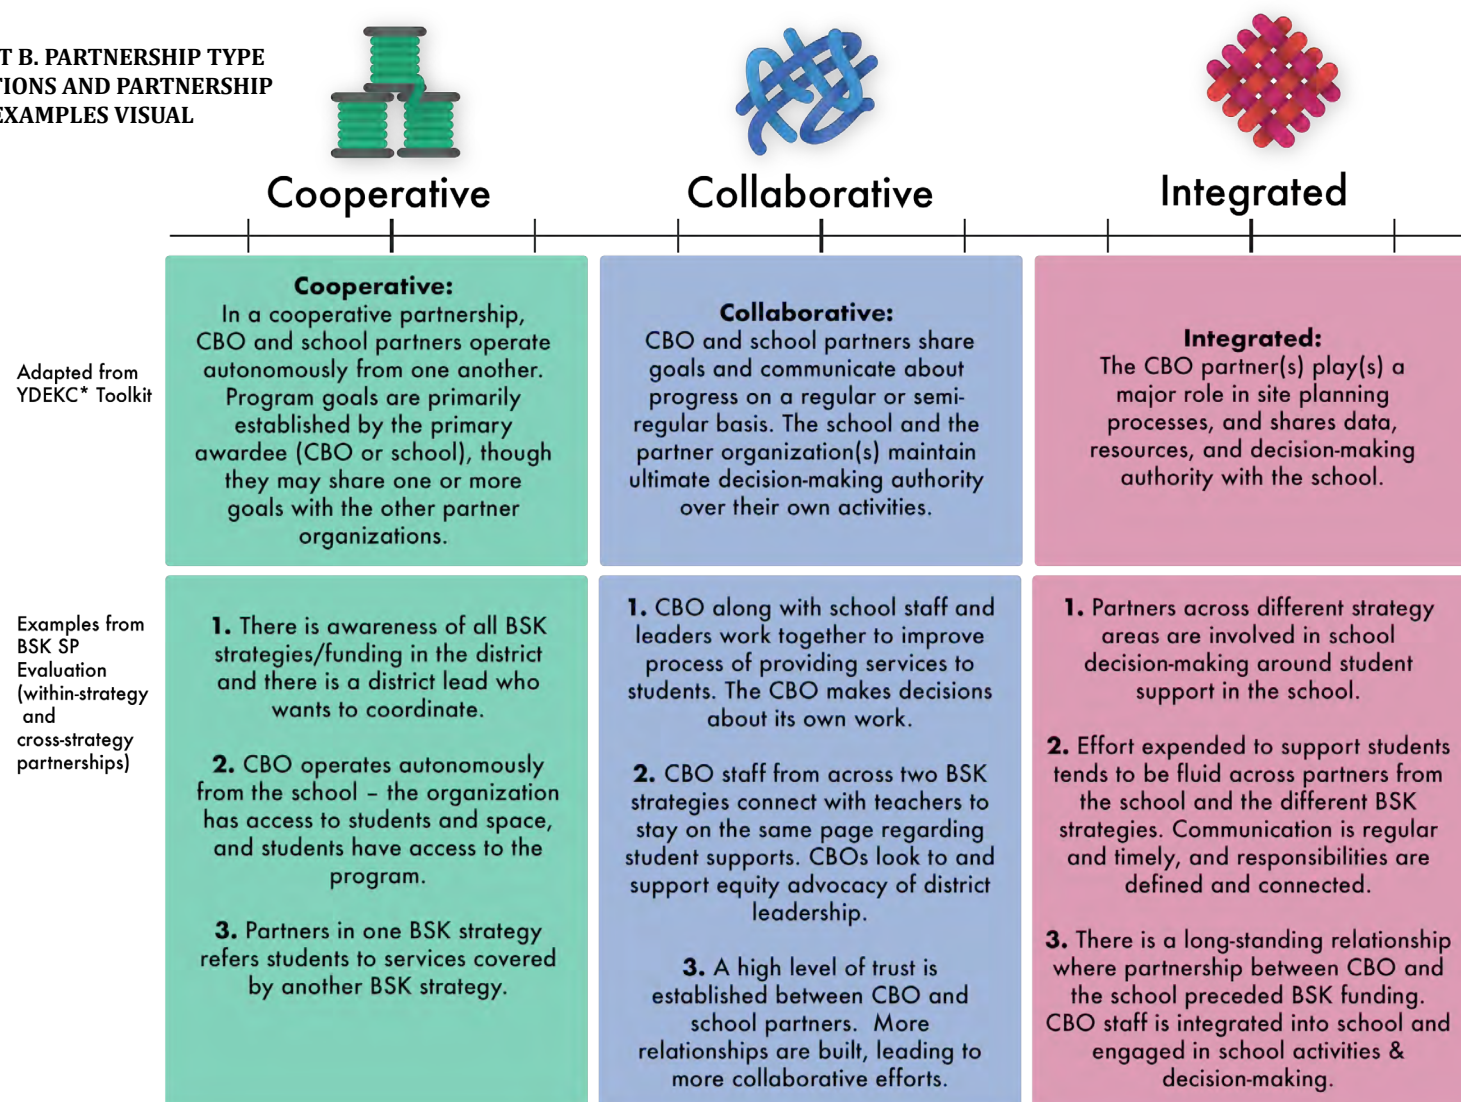 T B. PARTNERSHIP TYPE
TIONS AND PARTNERSHIP
EXAMPLES VISUAL
Cooperative
Collaborative
Integrated
Adapted from
YDEKC* Toolkit
Cooperative:
In a cooperative partnership,
CBO and school partners operate
autonomously from one another.
Program goals are primarily
established by the primary
awardee (CBO or school), though
they may share one or more
goals with the other partner
organizations.
Collaborative:
CBO and school partners share
goals and communicate about
progress on a regular or semi-
regular basis. The school and the
partner organization(s) maintain
ultimate decision-making authority
over their own activities.
Integrated:
The CBO partner(s) play(s) a
major role in site planning
processes, and shares data,
resources, and decision-making
authority with the school.
Examples from
BSK SP
Evaluation
(within-strategy
and
cross-strategy
partnerships)
1. There is awareness of all BSK
strategies/funding in the district
and there is a district lead who
wants to coordinate.
2. CBO operates autonomously
from the school – the organization
has access to students and space,
and students have access to the
program.
3. Partners in one BSK strategy
refers students to services covered
by another BSK strategy.
1. CBO along with school staff and
leaders work together to improve
process of providing services to
students. The CBO makes decisions
about its own work.
2. CBO staff from across two BSK
strategies connect with teachers to
stay on the same page regarding
student supports. CBOs look to and
support equity advocacy of district
leadership.
3. A high level of trust is
established between CBO and
school partners. More
relationships are built, leading to
more collaborative efforts.
1. Partners across different strategy
areas are involved in school
decision-making around student
support in the school.
2. Effort expended to support students
tends to be fluid across partners from
the school and the different BSK
strategies. Communication is regular
and timely, and responsibilities are
defined and connected.
3. There is a long-standing relationship
where partnership between CBO and
the school preceded BSK funding.
CBO staff is integrated into school and
engaged in school activities &
decision-making.